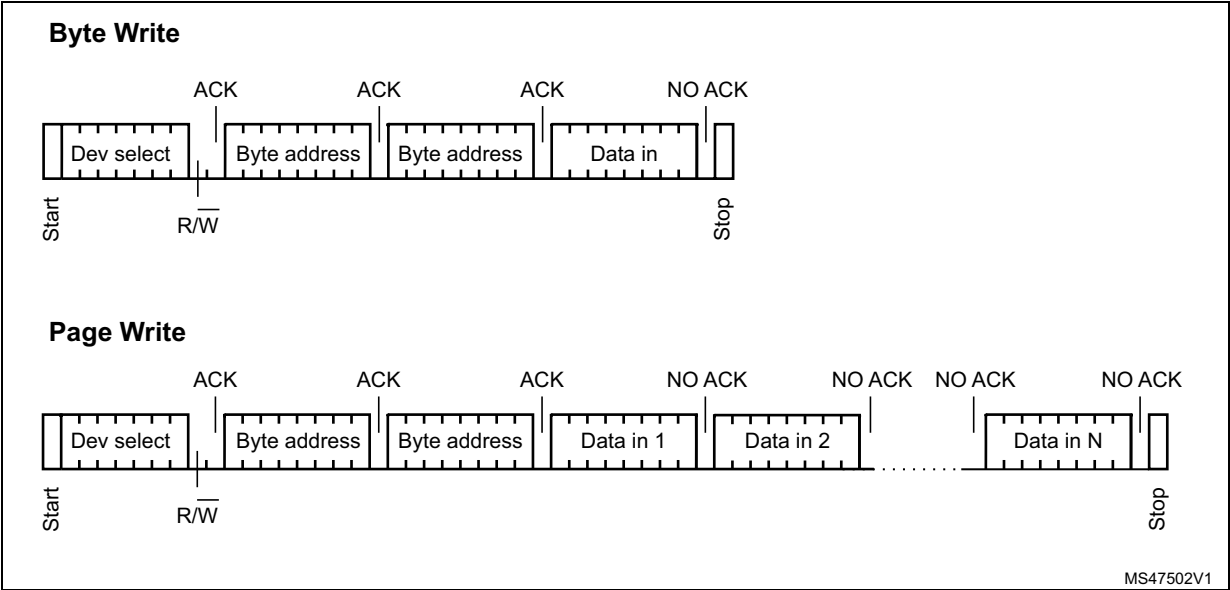 Byte Write
ACK ACK ACK NO ACK
Dev select Byte address Byte address Data in
Start R/W Stop
Page Write
ACK ACK ACK NO ACK NO ACK NO ACK NO ACK
Dev select Byte address Byte address Data in 1 Data in 2 Data in N
Start R/W Stop
MS47502V1